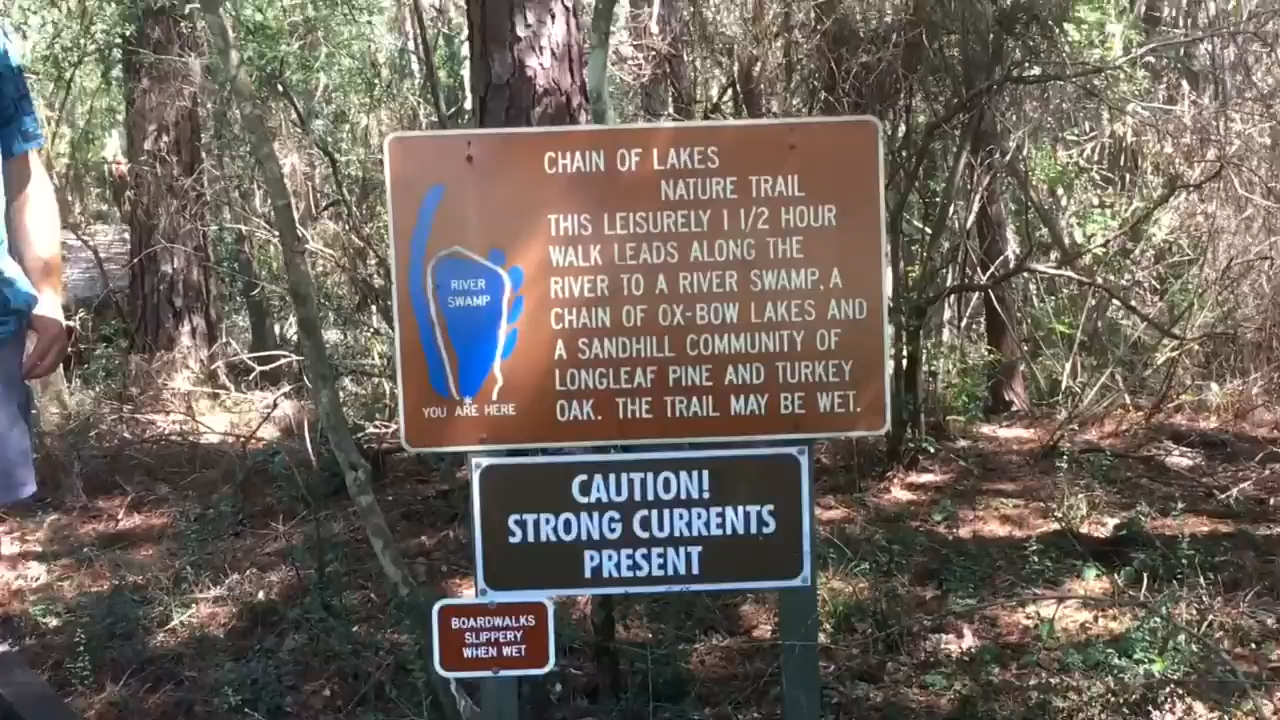 CHAIN OF LAKES
NATURE TRAIL
THIS LEISURELY 1 1/2 HOUR
WALK LEADS ALONG THE
RIVER TO A RIVER SWAMP, A
CHAIN OF OX-BOW LAKES AND
A SANDHILL COMMUNITY OF
LONGLEAF PINE AND TURKEY
OAK. THE TRAIL MAY BE WET.
RIVER
SWAMP
*
YOU ARE HERE
CAUTION!
STRONG CURRENTS
PRESENT
BOARDWALKS
SLIPPERY
WHEN WET